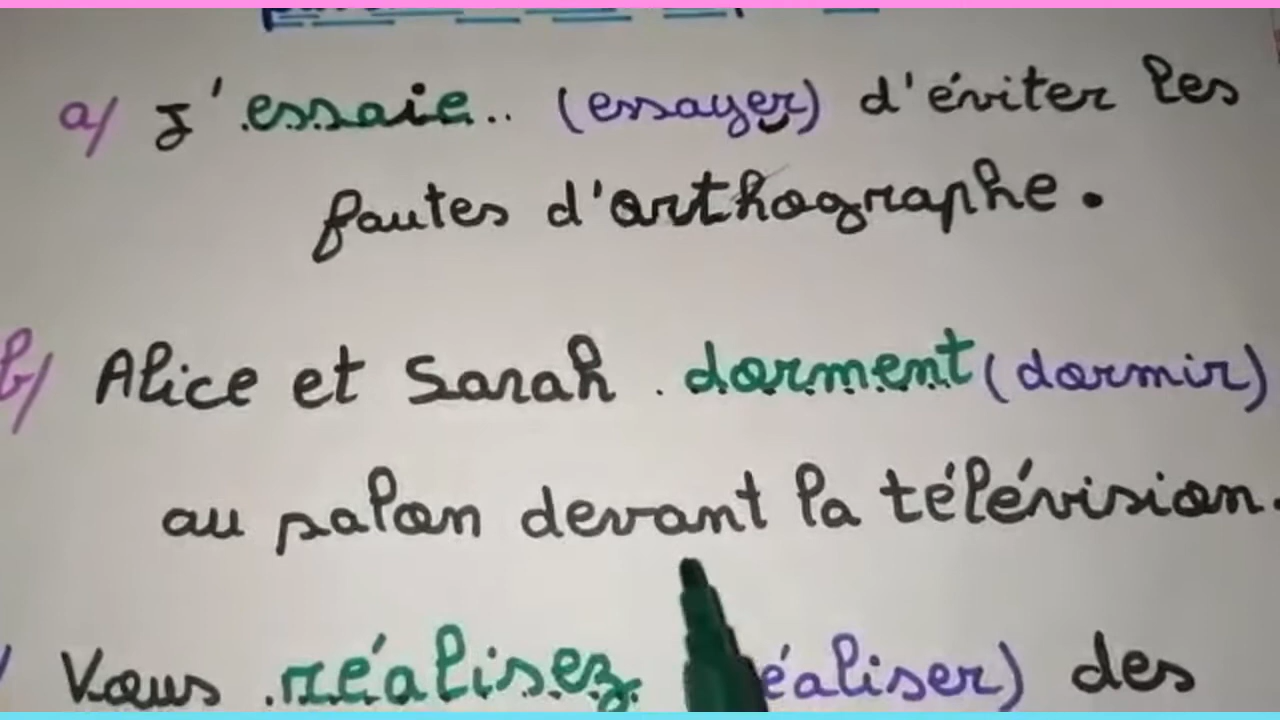 a/ J'essaie.. (essayer) d'éviter les
fautes d'orthographe.
b/ Alice et Sarah . dorment (dormir)
au salon devant la télévision.
/ Vous .réalisez éaliser) des